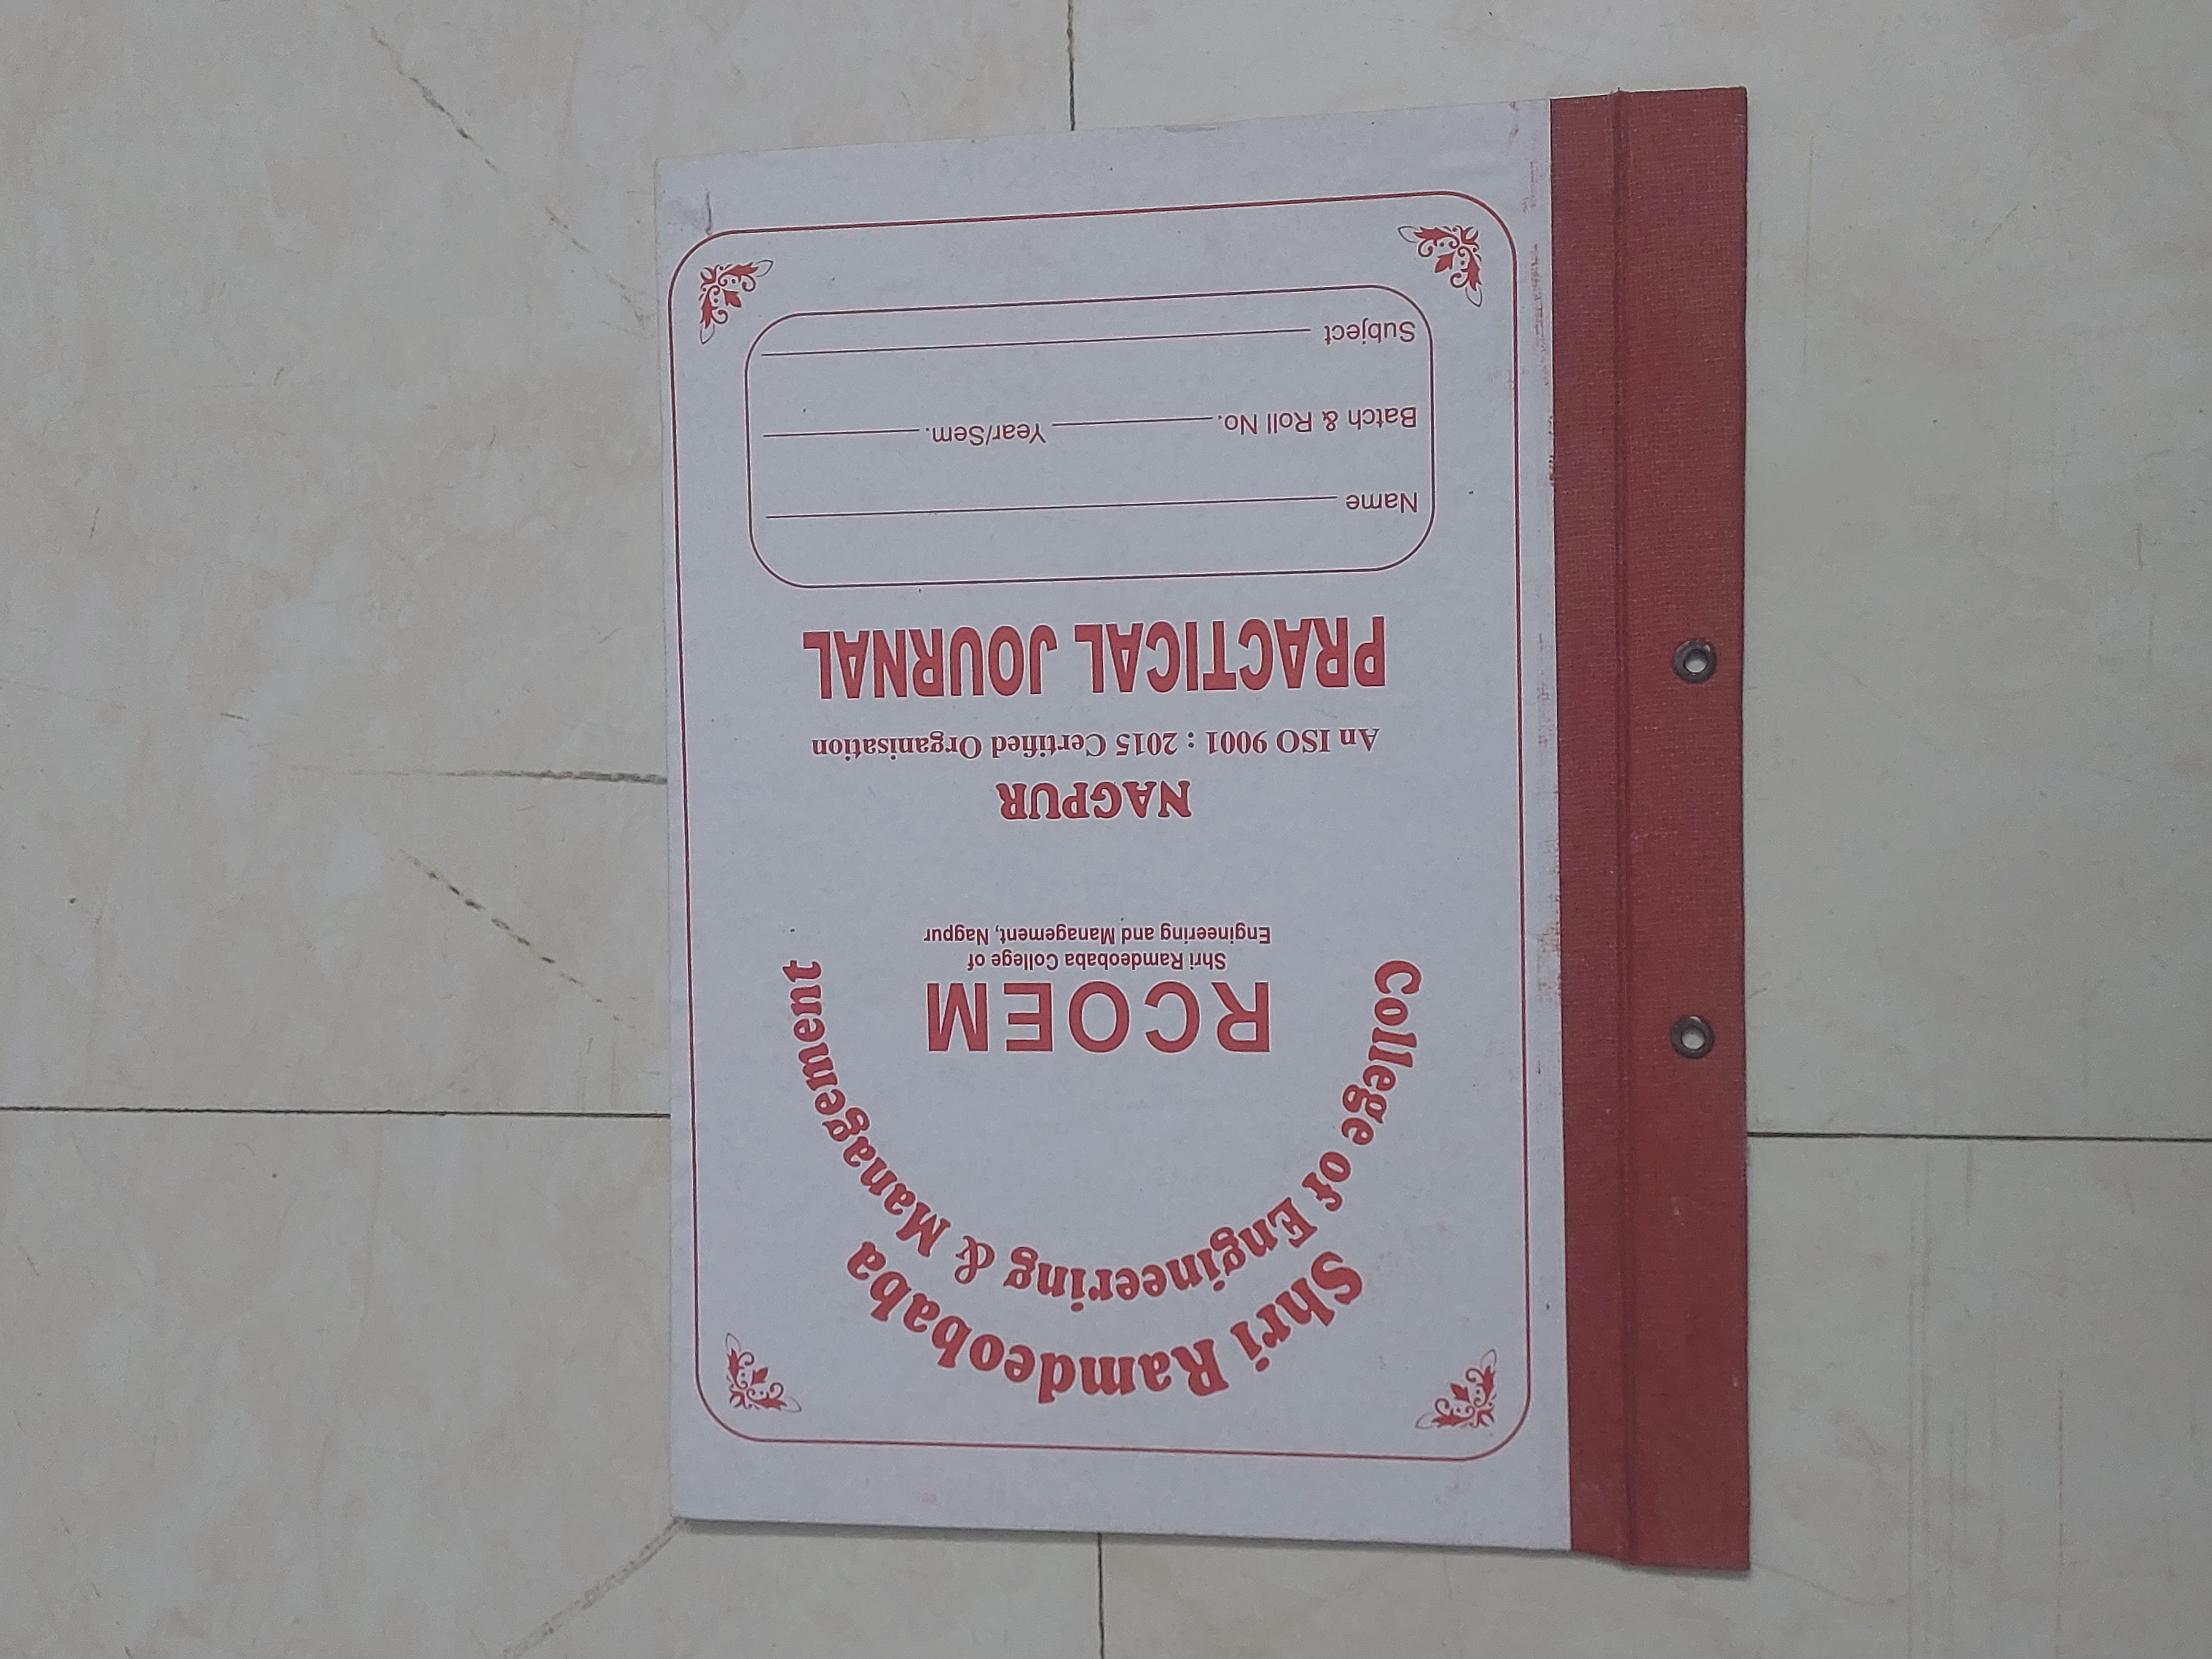 Shri Ramdeobaba
College of Engineering & Management
RCOEM
Shri Ramdeobaba College of
Engineering and Management, Nagpur
NAGPUR
An ISO 9001 : 2015 Certified Organisation
PRACTICAL JOURNAL
Name
Batch & Roll No. Year/Sem.
Subject